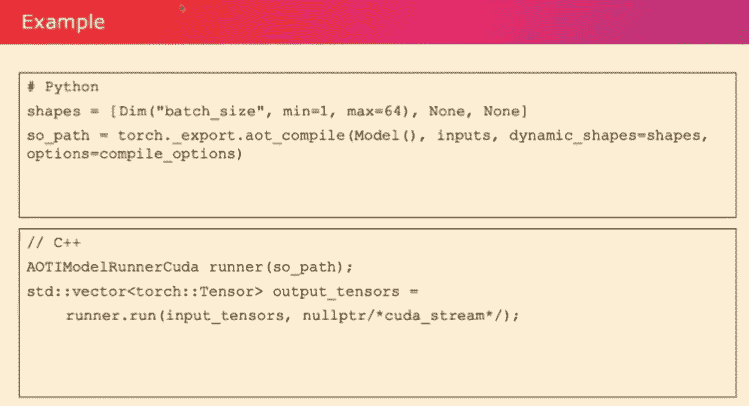 Example
# Python
shapes = [Dim("batch_size", min=1, max=64), None, None]
so_path = torch._export.aot_compile(Model(), inputs, dynamic_shapes=shapes,
options=compile_options)
// C++
AOTIModelRunnerCuda runner(so_path);
std::vector<torch::Tensor> output_tensors =
    runner.run(input_tensors, nullptr/*cuda_stream*/);